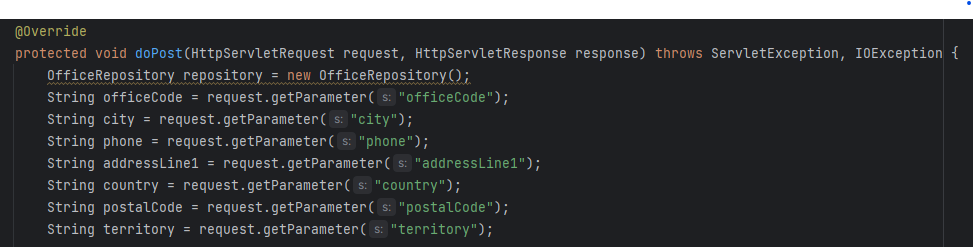 @Override
protected void doPost(HttpServletRequest request, HttpServletResponse response) throws ServletException, IOException {
OfficeRepository repository = new OfficeRepository();
String officeCode = request.getParameter( s: "officeCode");
String city = request.getParameter( s: "city");
String phone = request.getParameter( s: "phone");
String addressLine1 = request.getParameter( s: "addressLine1");
String country = request.getParameter( s: "country");
String postalCode = request.getParameter( s: "postalCode");
String territory = request.getParameter( s: "territory");